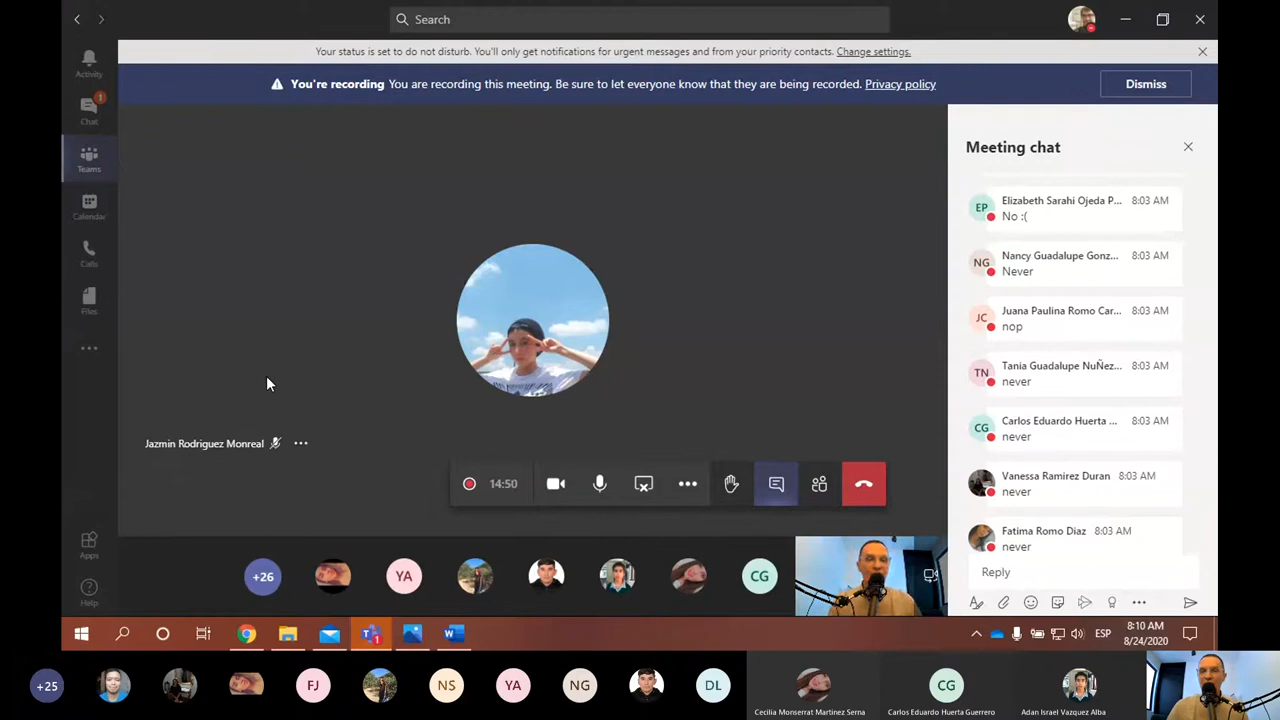 Search
Your status is set to do not disturb. You'll only get notifications for urgent messages and from your priority contacts. Change settings.
You're recording You are recording this meeting. Be sure to let everyone know that they are being recorded. Privacy policy
Dismiss
Activity
1
Chat
Teams
Calendar
Calls
Files
Apps
Help
Jazmin Rodriguez Monreal
14:50
Meeting chat
EP
Elizabeth Sarahi Ojeda P... 8:03 AM
No :(
NG
Nancy Guadalupe Gonz... 8:03 AM
Never
JC
Juana Paulina Romo Car... 8:03 AM
nop
TN
Tania Guadalupe NuÑez... 8:03 AM
never
CG
Carlos Eduardo Huerta ... 8:03 AM
never
Vanessa Ramirez Duran 8:03 AM
never
Fatima Romo Diaz 8:03 AM
never
Reply
+26
YA
CG
ESP
8:10 AM
8/24/2020
+25
FJ
NS
YA
NG
DL
CG
Cecilia Monserrat Martinez Serna
Carlos Eduardo Huerta Guerrero
Adan Israel Vazquez Alba